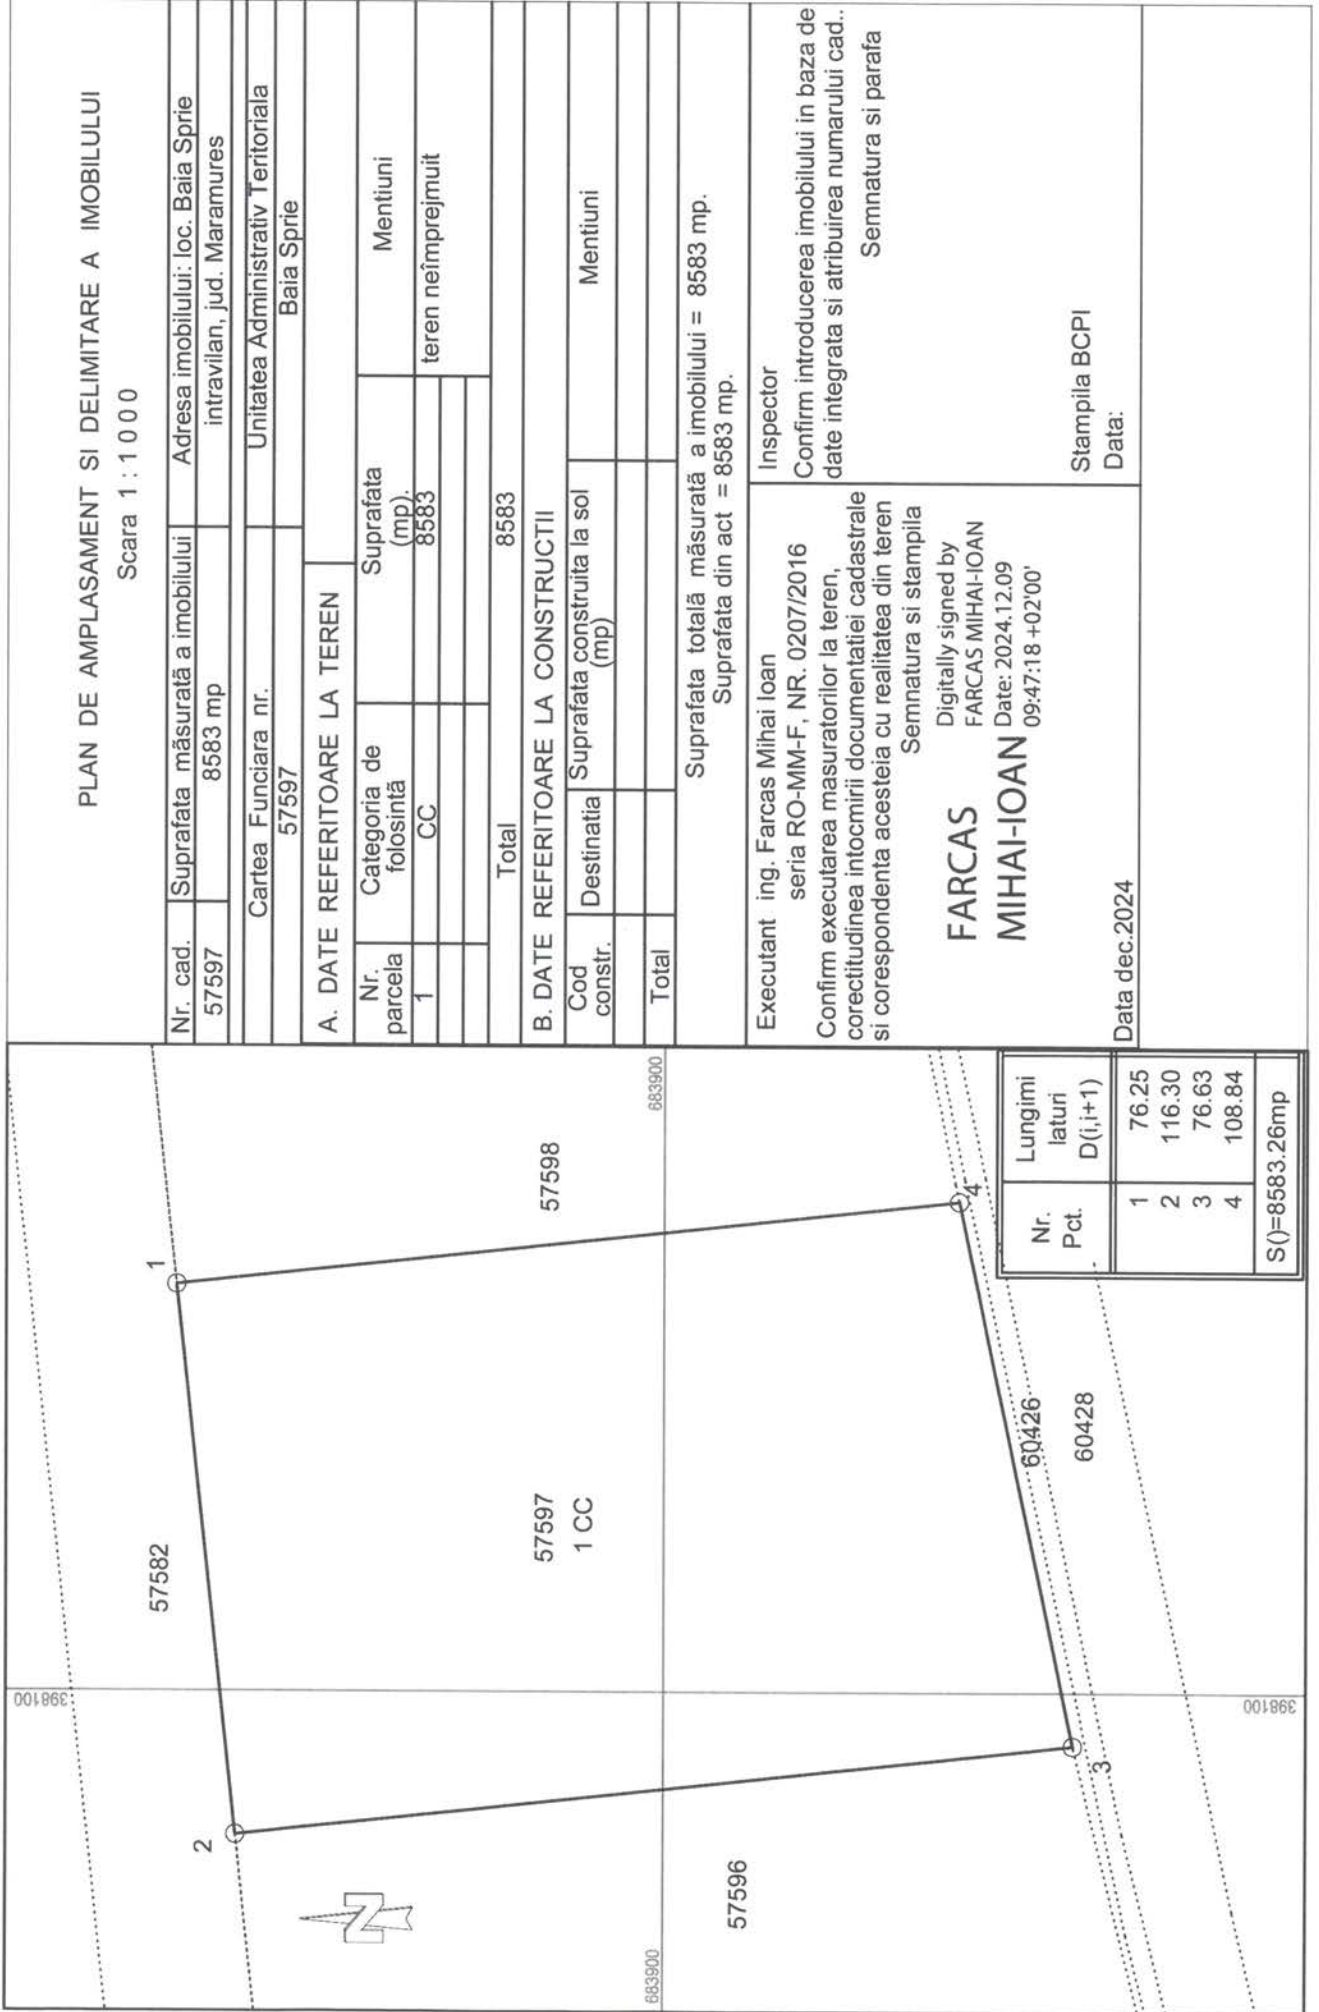 PLAN DE AMPLASAMENT SI DELIMITARE A IMOBILULUI
Scara 1:1000
Nr. cad. Suprafata măsurată a imobilului Adresa imobilului: loc. Baia Sprie
57597 8583 mp intravilan, jud. Maramures
Cartea Funciara nr. Unitatea Administrativ Teritoriala
57597 Baia Sprie
A. DATE REFERITOARE LA TEREN
Nr. parcela Categoria de folosintă Suprafata (mp). Mentiuni
1 CC 8583 teren neîmprejmuit
Total 8583
B. DATE REFERITOARE LA CONSTRUCTII
Cod constr. Destinatia Suprafata construita la sol (mp) Mentiuni
Total
Suprafata totală măsurată a imobilului = 8583 mp.
Suprafata din act = 8583 mp.
Executant ing. Farcas Mihai Ioan
seria RO-MM-F, NR. 0207/2016
Confirm executarea masuratorilor la teren,
corectitudinea intocmirii documentatiei cadastrale
si corespondenta acesteia cu realitatea din teren
Semnatura si stampila
FARCAS
MIHAI-IOAN
Digitally signed by
FARCAS MIHAI-IOAN
Date: 2024.12.09
09:47:18 +02'00'
Data dec.2024
Inspector
Confirm introducerea imobilului in baza de
date integrata si atribuirea numarului cad..
Semnatura si parafa
Stampila BCPI
Data:
398100
57582
1
2
N
57597
1 CC
57598
683900
683900
57596
4
3
60426
60428
398100
Nr. Pct. Lungimi laturi D(i,i+1)
1 76.25
2 116.30
3 76.63
4 108.84
S()=8583.26mp